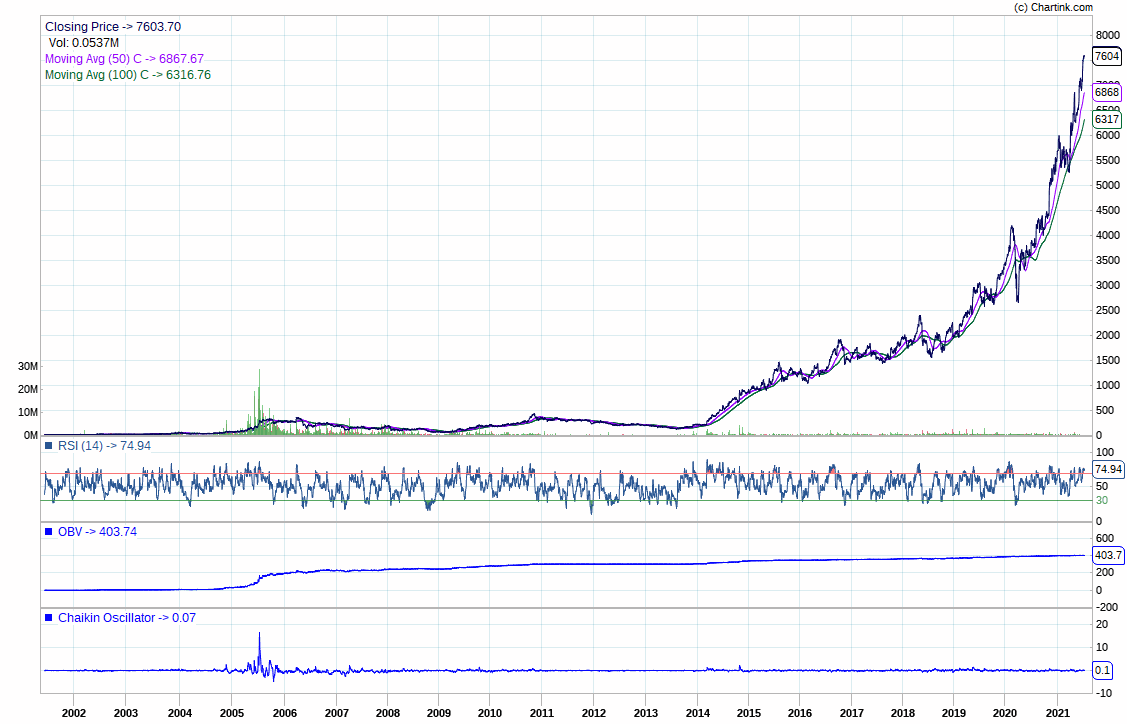 (c) Chartink.com
Closing Price -> 7603.70
Vol: 0.0537M
Moving Avg (50) C -> 6867.67
Moving Avg (100) C -> 6316.76
8000
7604
7000
6868
6500
6317
6000
5500
5000
4500
4000
3500
3000
2500
2000
1500
1000
500
0
30M
20M
10M
0M
RSI (14) -> 74.94
100
74.94
50
30
0
OBV -> 403.74
600
403.7
200
0
-200
Chaikin Oscillator -> 0.07
20
10
0.1
-10
2002 2003 2004 2005 2006 2007 2008 2009 2010 2011 2012 2013 2014 2015 2016 2017 2018 2019 2020 2021